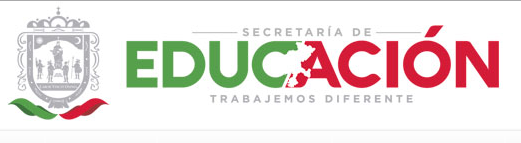 SECRETARÍA DE
EDUCACIÓN
TRABAJEMOS DIFERENTE